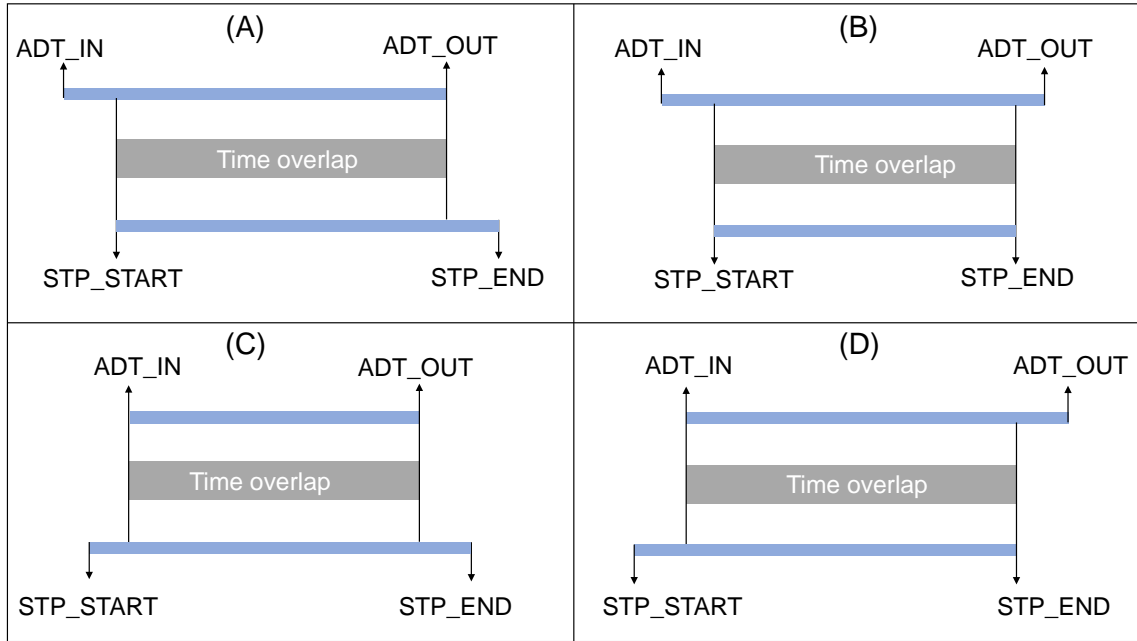 (A)
ADT_IN
ADT_OUT
Time overlap
STP_START
STP_END
(B)
ADT_IN
ADT_OUT
Time overlap
STP_START
STP_END
(C)
ADT_IN
ADT_OUT
Time overlap
STP_START
STP_END
(D)
ADT_IN
ADT_OUT
Time overlap
STP_START
STP_END